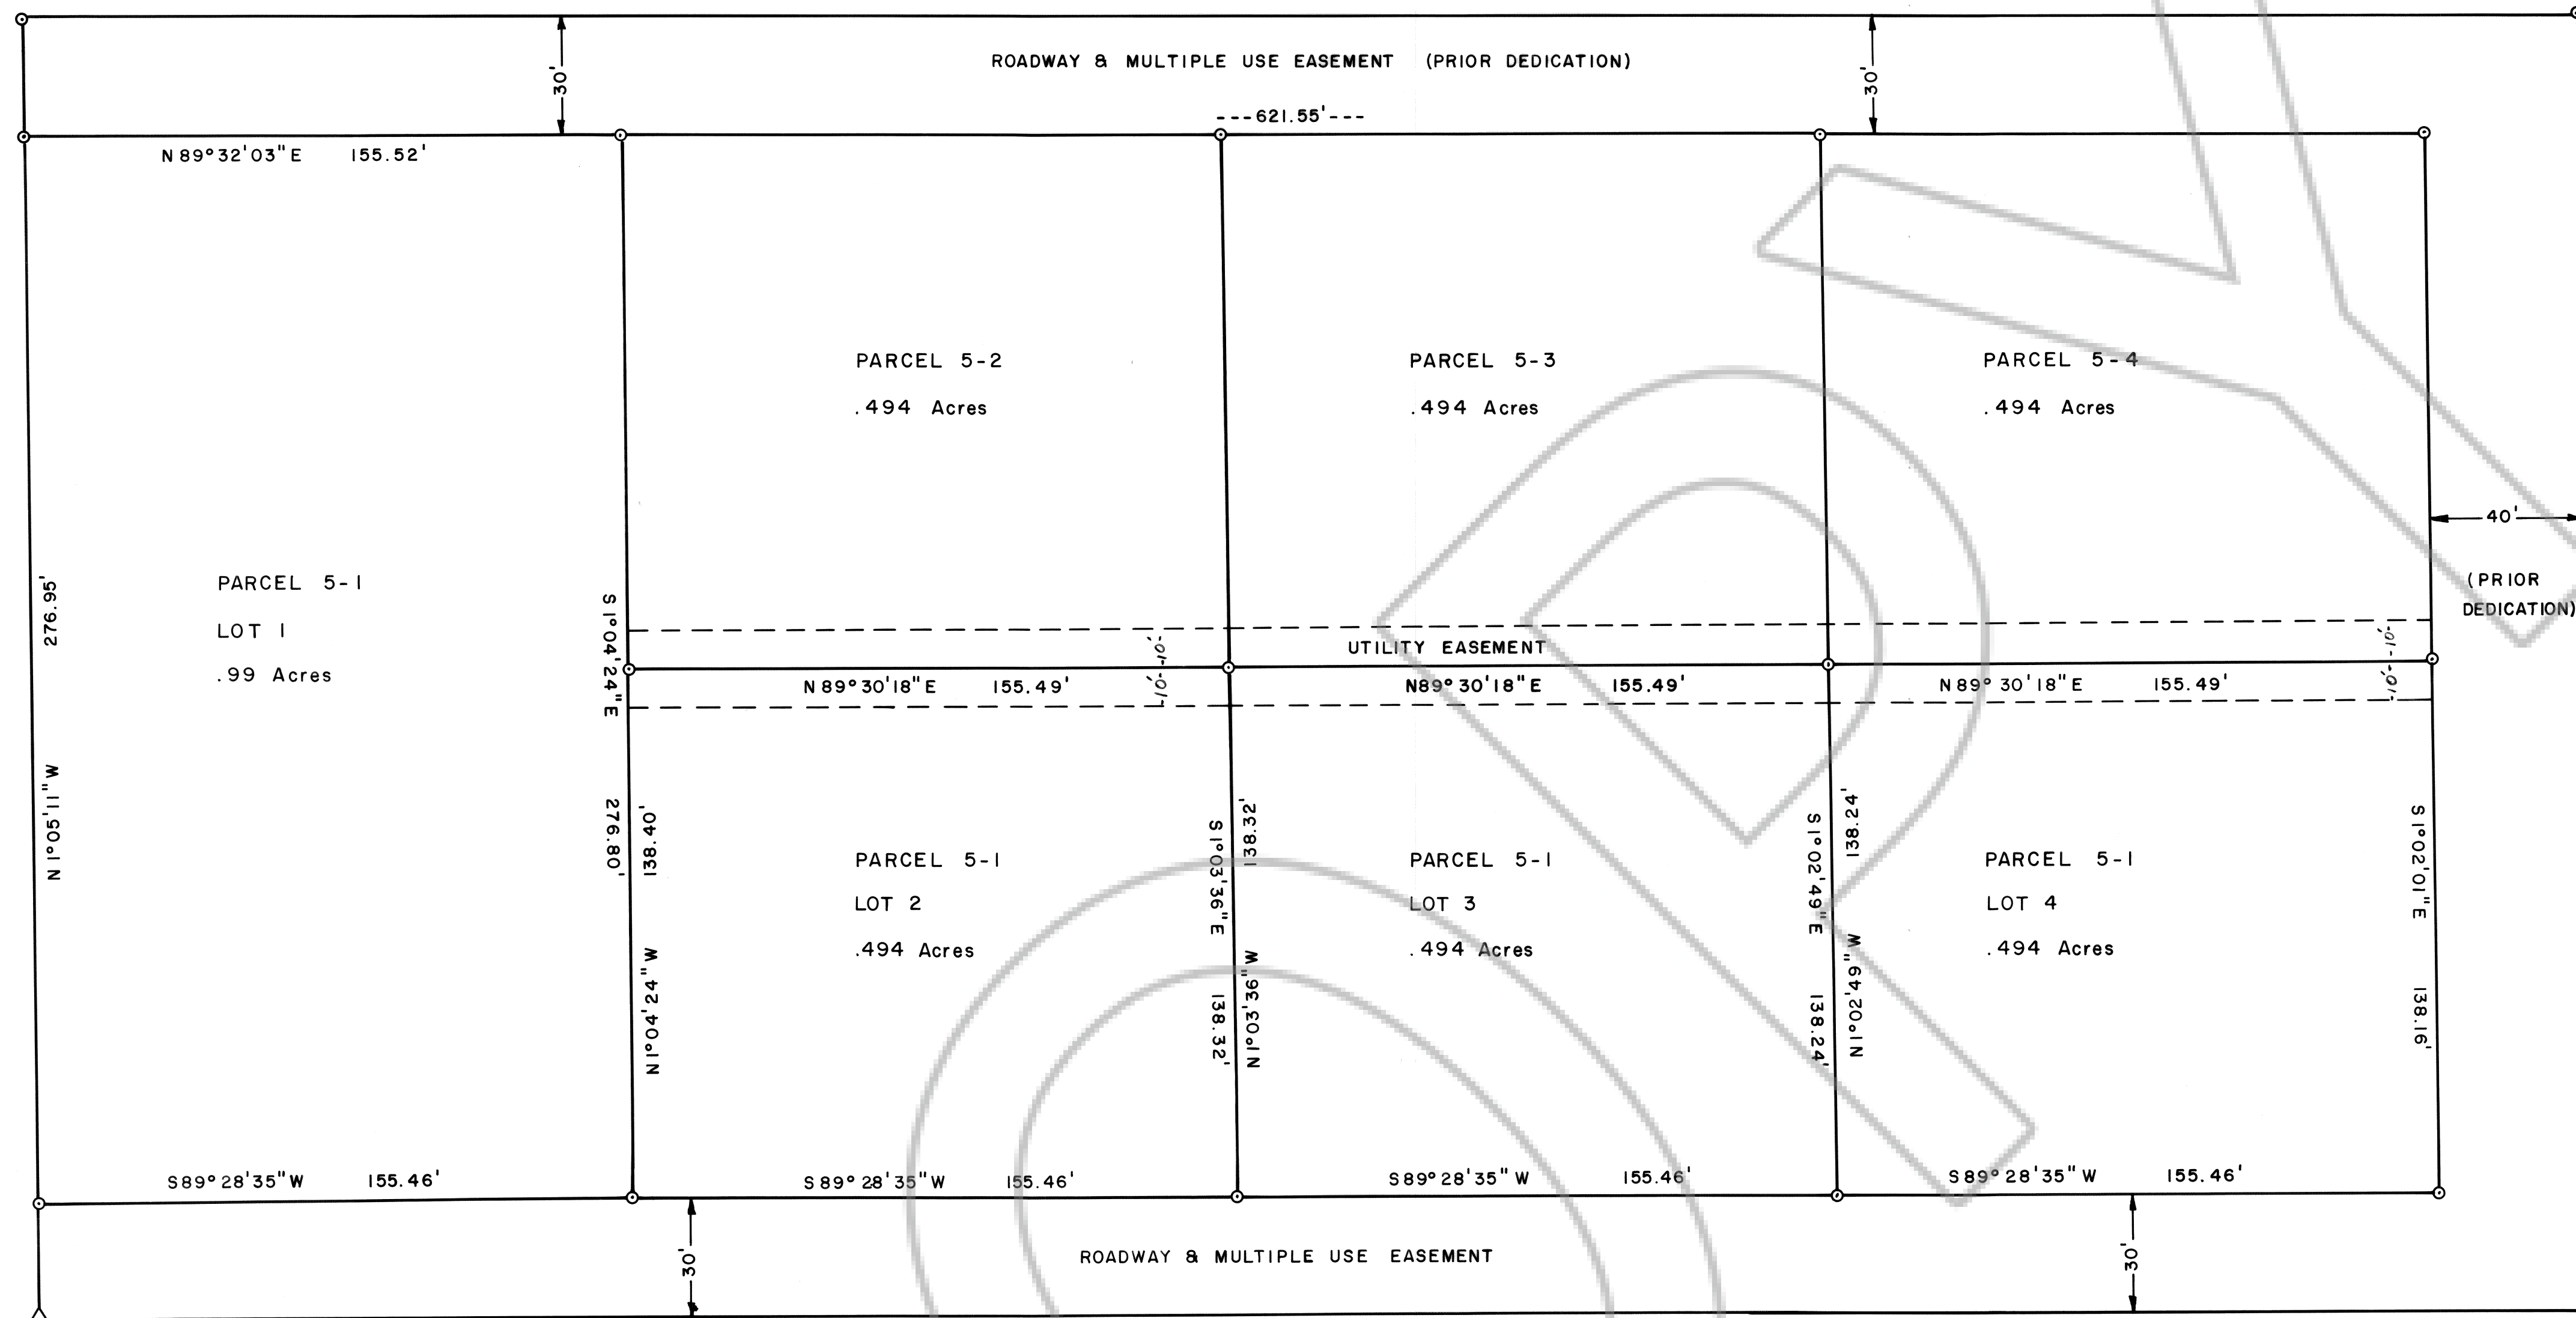 ROADWAY & MULTIPLE USE EASEMENT (PRIOR DEDICATION)
30'
30'
---621.55'---
N 89°32'03"E 155.52'
PARCEL 5-2
.494 Acres
PARCEL 5-3
.494 Acres
PARCEL 5-4
.494 Acres
40'
(PRIOR
DEDICATION)
PARCEL 5-1
LOT 1
.99 Acres
276.95'
N 1°05'11" W
S 1°04'24"E
276.80'
UTILITY EASEMENT
10'
10'
10'
10'
N 89°30'18"E 155.49'
N89°30'18"E 155.49'
N 89°30'18"E 155.49'
138.40'
N 1°04'24" W
S 1°03'36"E
138.32'
138.32'
N 1°03'36" W
S 1°02'49"E
138.24'
138.24'
N 1°02'49" W
S 1°02'01"E
138.16'
PARCEL 5-1
LOT 2
.494 Acres
PARCEL 5-1
LOT 3
.494 Acres
PARCEL 5-1
LOT 4
.494 Acres
S89°28'35"W 155.46'
S 89°28'35"W 155.46'
S89°28'35"W 155.46'
S89°28'35"W 155.46'
30'
ROADWAY & MULTIPLE USE EASEMENT
30'